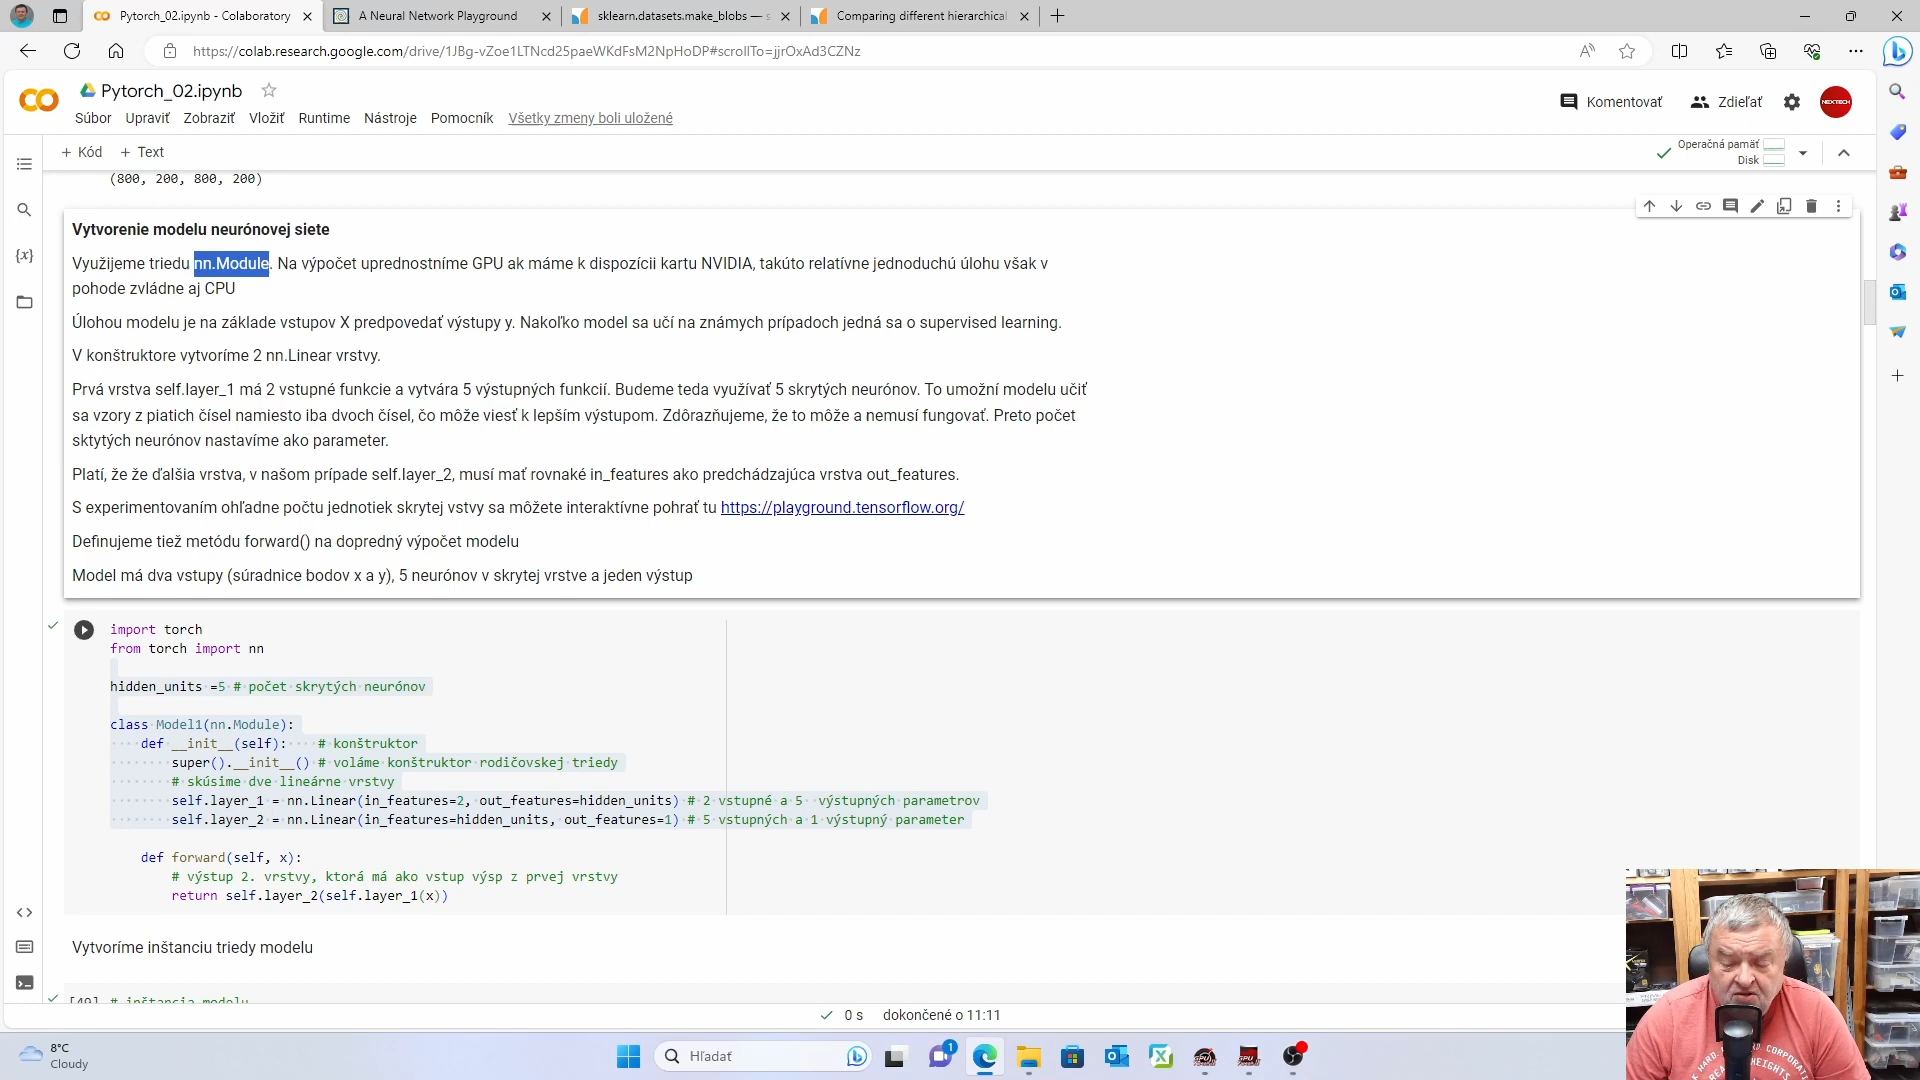 Pytorch_02.ipynb - Colaboratory
A Neural Network Playground
sklearn.datasets.make_blobs — s
Comparing different hierarchical
https://colab.research.google.com/drive/1JBg-vZoe1LTNcd25paeWKdFsM2NpHoDP#scrollTo=jjrOxAd3CZNz
Pytorch_02.ipynb
Komentovať
Zdieľať
NEXTECH
Súbor Upraviť Zobraziť Vložiť Runtime Nástroje Pomocník Všetky zmeny boli uložené
+ Kód + Text
Operačná pamäť
Disk
(800, 200, 800, 200)
Vytvorenie modelu neurónovej siete
Využijeme triedu nn.Module. Na výpočet uprednostníme GPU ak máme k dispozícii kartu NVIDIA, takúto relatívne jednoduchú úlohu však v
pohode zvládne aj CPU
Úlohou modelu je na základe vstupov X predpovedať výstupy y. Nakoľko model sa učí na známych prípadoch jedná sa o supervised learning.
V konštruktore vytvoríme 2 nn.Linear vrstvy.
Prvá vrstva self.layer_1 má 2 vstupné funkcie a vytvára 5 výstupných funkcií. Budeme teda využívať 5 skrytých neurónov. To umožní modelu učiť
sa vzory z piatich čísel namiesto iba dvoch čísel, čo môže viesť k lepším výstupom. Zdôrazňujeme, že to môže a nemusí fungovať. Preto počet
sktytých neurónov nastavíme ako parameter.
Platí, že že ďalšia vrstva, v našom prípade self.layer_2, musí mať rovnaké in_features ako predchádzajúca vrstva out_features.
S experimentovaním ohľadne počtu jednotiek skrytej vstvy sa môžete interaktívne pohrať tu https://playground.tensorflow.org/
Definujeme tiež metódu forward() na dopredný výpočet modelu
Model má dva vstupy (súradnice bodov x a y), 5 neurónov v skrytej vrstve a jeden výstup
import torch
from torch import nn
hidden_units =5 # počet skrytých neurónov
class Model1(nn.Module):
def __init__(self): # konštruktor
super().__init__() # voláme konštruktor rodičovskej triedy
# skúsime dve lineárne vrstvy
self.layer_1 = nn.Linear(in_features=2, out_features=hidden_units) # 2 vstupné a 5 výstupných parametrov
self.layer_2 = nn.Linear(in_features=hidden_units, out_features=1) # 5 vstupných a 1 výstupný parameter
def forward(self, x):
# výstup 2. vrstvy, ktorá má ako vstup výsp z prvej vrstvy
return self.layer_2(self.layer_1(x))
Vytvoríme inštanciu triedy modelu
[49] # inštancia modelu
0 s dokončené o 11:11
8°C
Cloudy
Hľadať
1